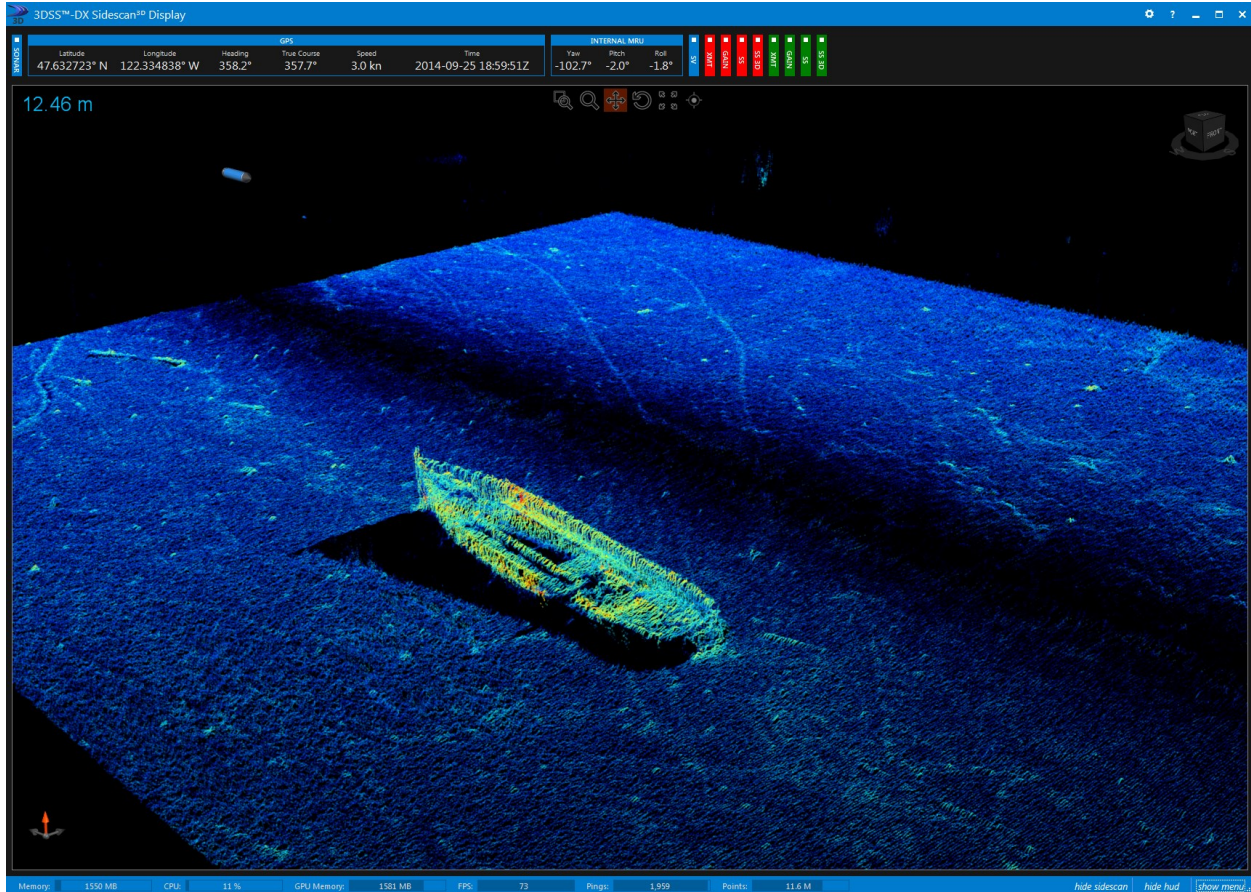 3D
3DSS™-DX Sidescan³ᴰ Display
?
SONAR
GPS
Latitude Longitude Heading True Course Speed Time
47.632723° N 122.334838° W 358.2° 357.7° 3.0 kn 2014-09-25 18:59:51Z
INTERNAL MRU
Yaw Pitch Roll
-102.7° -2.0° -1.8°
SV
XMT
GAIN
SS
SS 3D
XMT
GAIN
SS
SS 3D
12.46 m
Memory: 1550 MB CPU: 11 % GPU Memory: 1581 MB FPS: 73 Pings: 1,959 Points: 11.6 M hide sidescan hide hud show menu